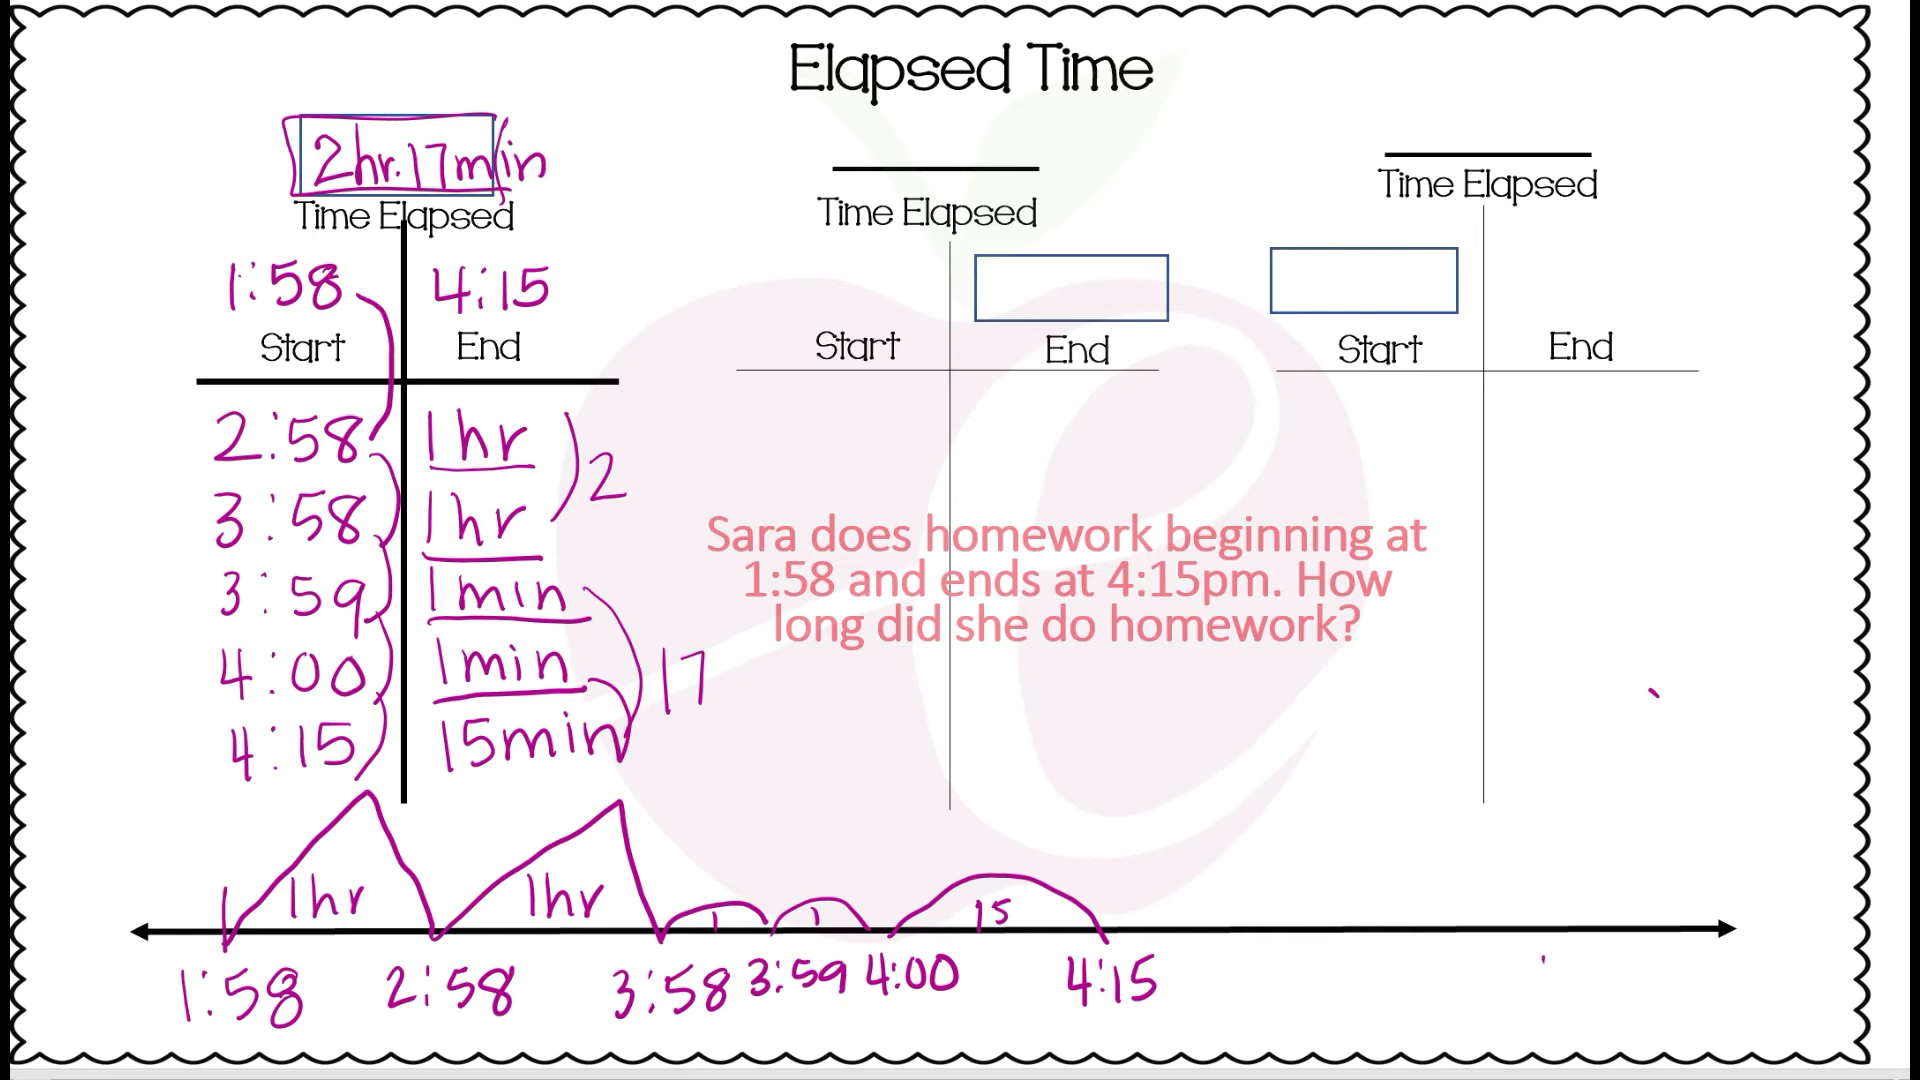 Elapsed Time
2hr.17min
Time Elapsed
1:58 4:15
Start End
2:58 1hr
3:58 1hr
2
3:59 1min
4:00 1min
4:15 15min
17
Time Elapsed
Start End
Time Elapsed
Start End
Sara does homework beginning at
1:58 and ends at 4:15pm. How
long did she do homework?
1hr 1hr 1 1 15
1:58 2:58 3:58 3:59 4:00 4:15